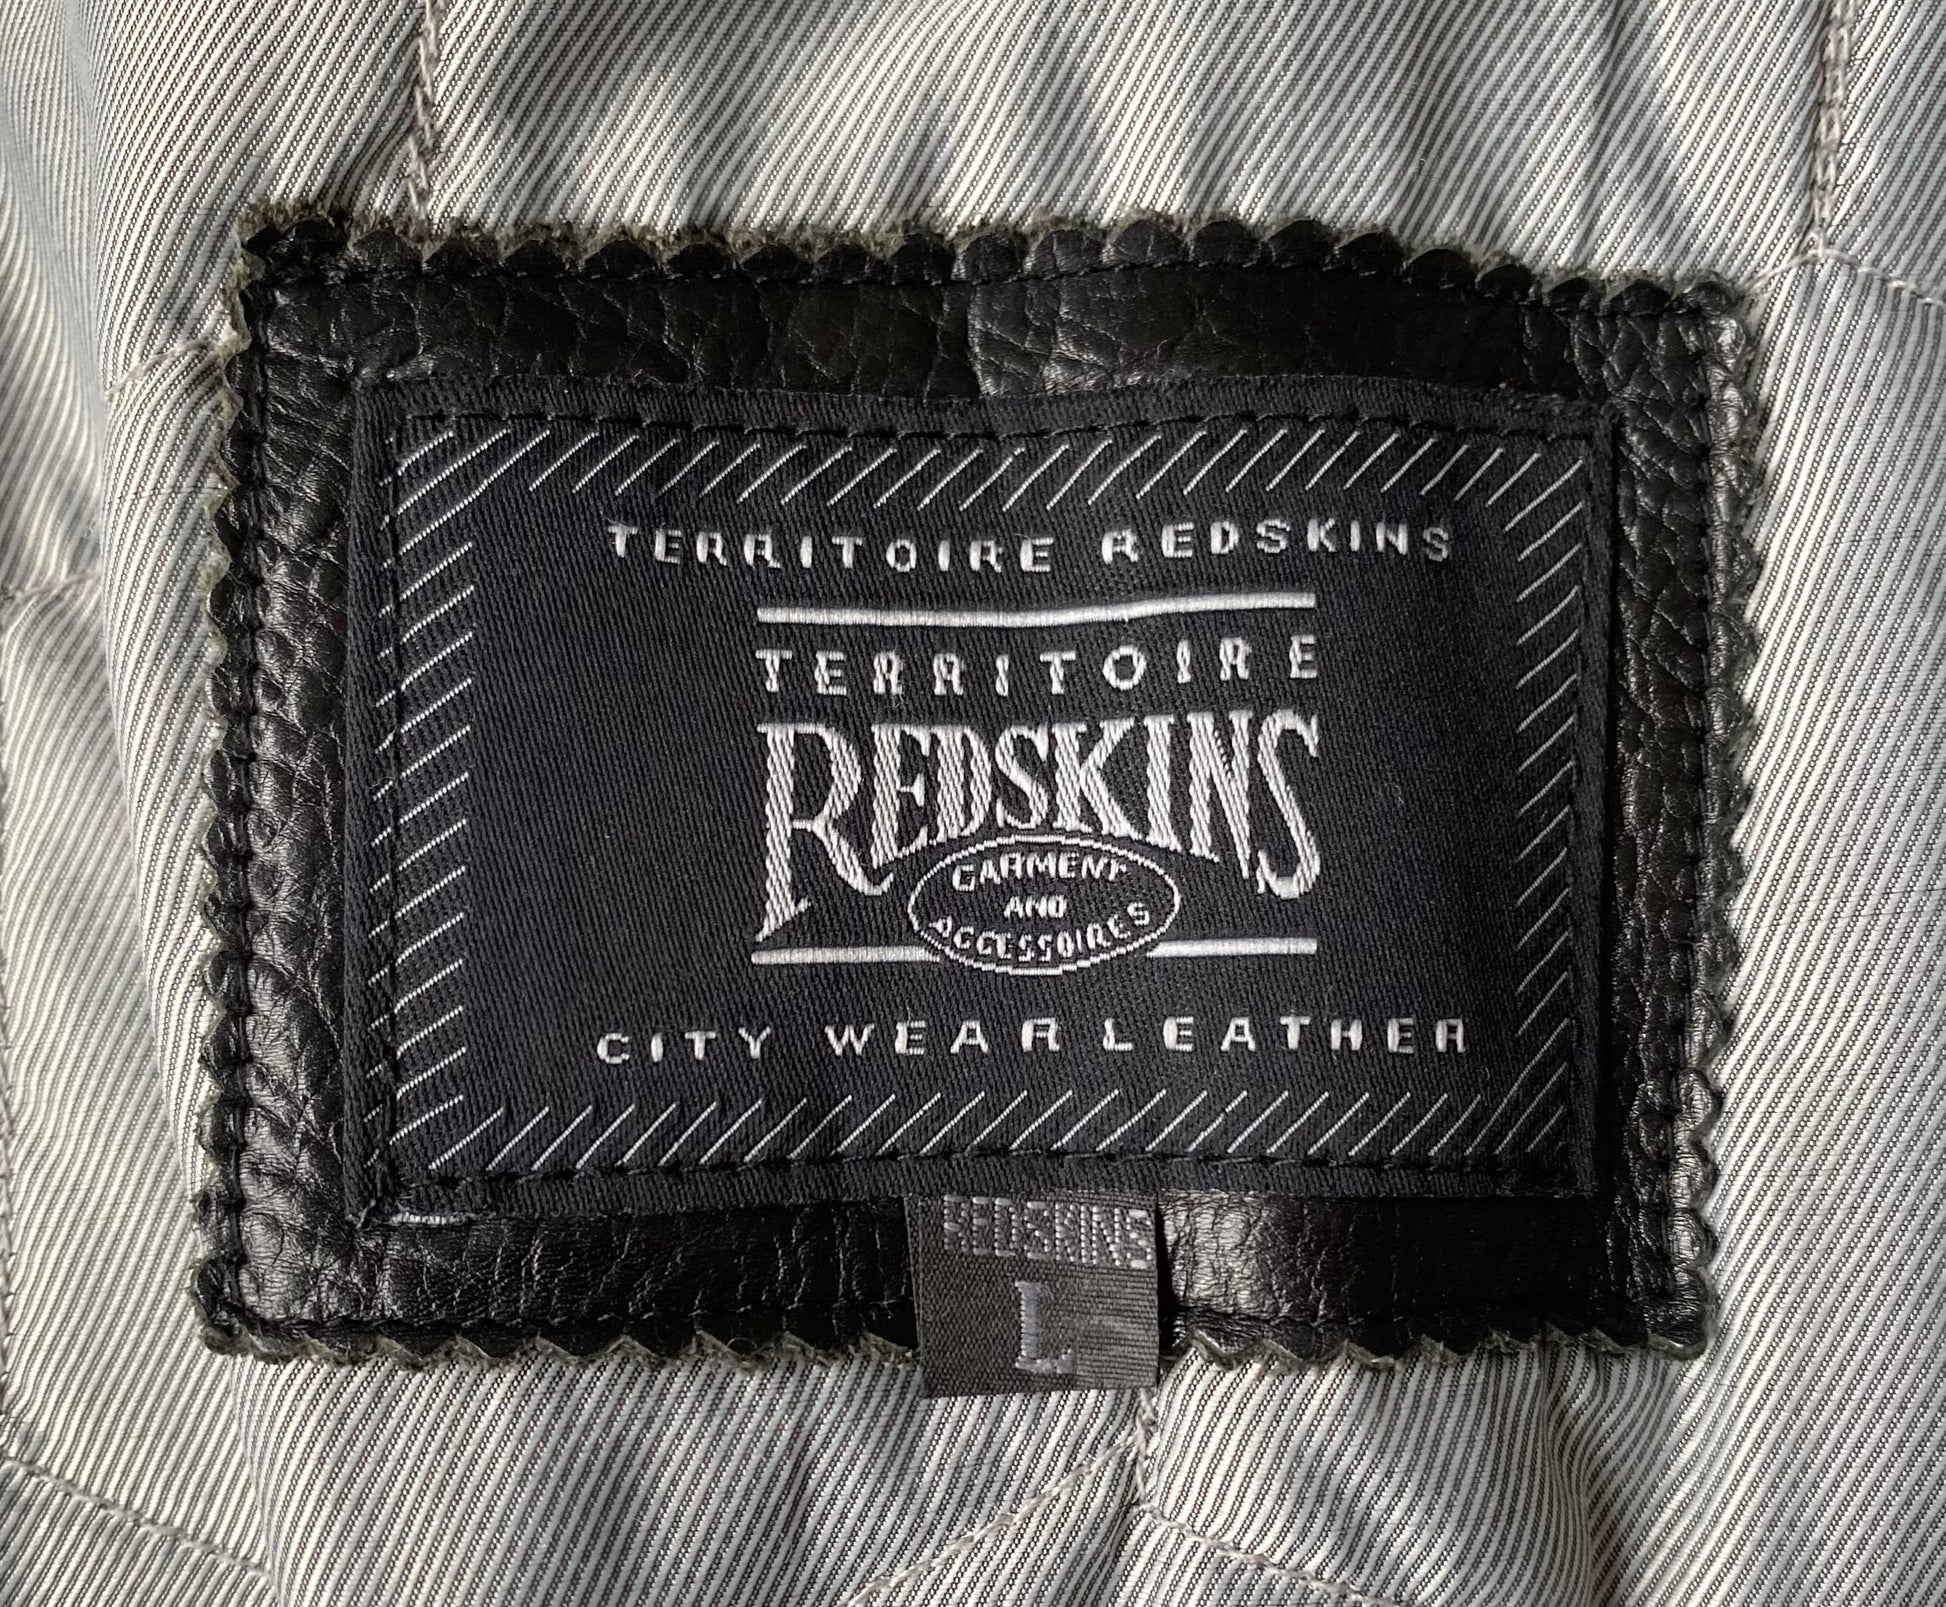 TERRITOIRE REDSKINS
TERRITOIRE
REDSKINS
GARMENT
AND
ACCESSOIRES
CITY WEAR LEATHER
REDSKINS
L